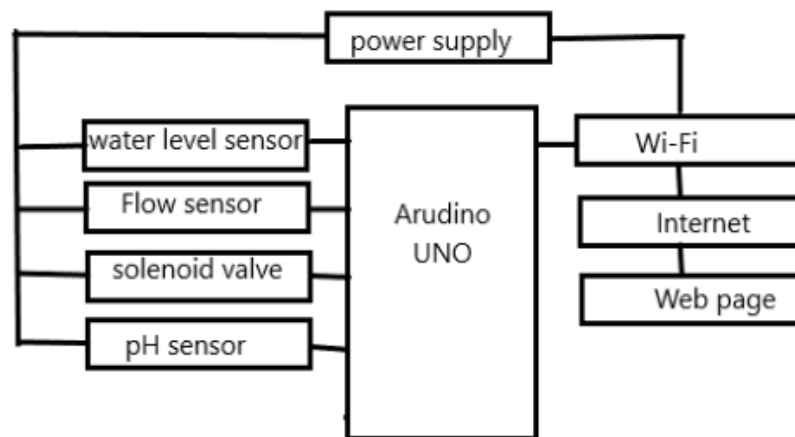 power supply
water level sensor
Wi-Fi
Flow sensor
Arudino
UNO
Internet
solenoid valve
Web page
pH sensor